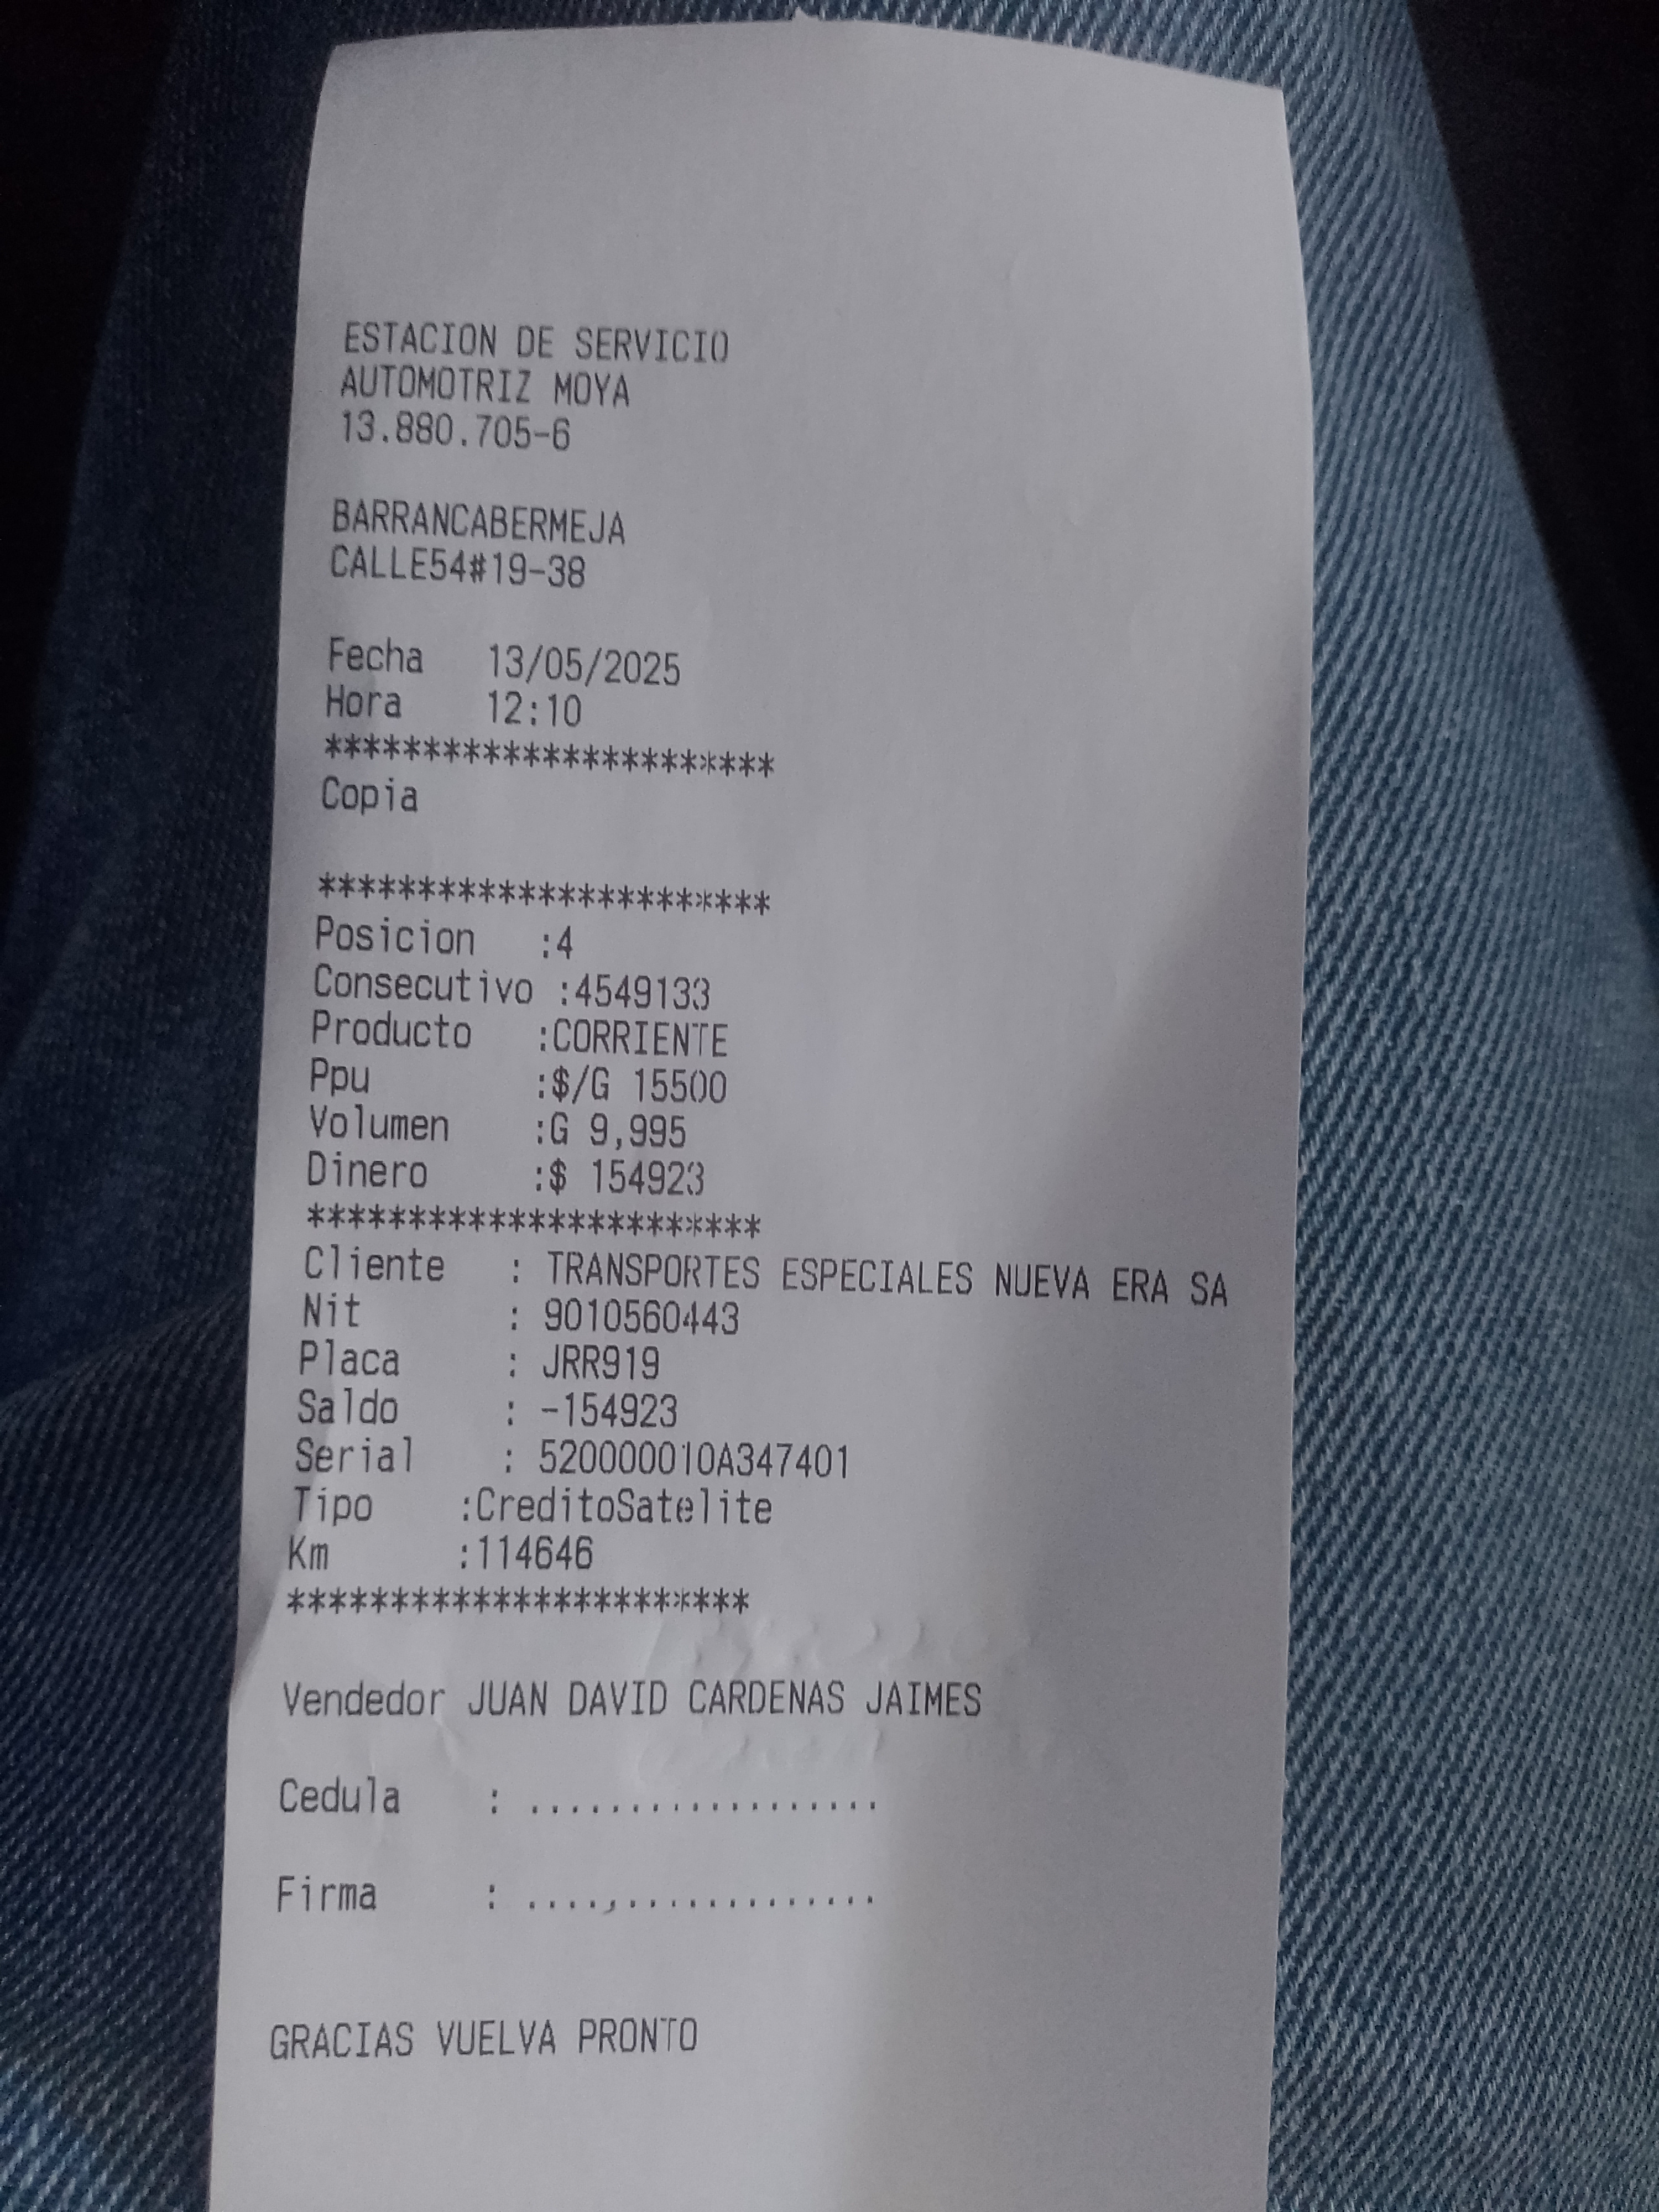 ESTACION DE SERVICIO
AUTOMOTRIZ MOYA
13.880.705-6
BARRANCABERMEJA
CALLE54#19-38
Fecha 13/05/2025
Hora 12:10
***********************
Copia
***********************
Posicion :4
Consecutivo :4549133
Producto :CORRIENTE
Ppu :$/G 15500
Volumen :G 9,995
Dinero :$ 154923
***********************
Cliente : TRANSPORTES ESPECIALES NUEVA ERA SA
Nit : 9010560443
Placa : JRR919
Saldo : -154923
Serial : 520000010A347401
Tipo :CreditoSatelite
Km :114646
***********************
Vendedor JUAN DAVID CARDENAS JAIMES
Cedula : ..................
Firma : ....,.............
GRACIAS VUELVA PRONTO